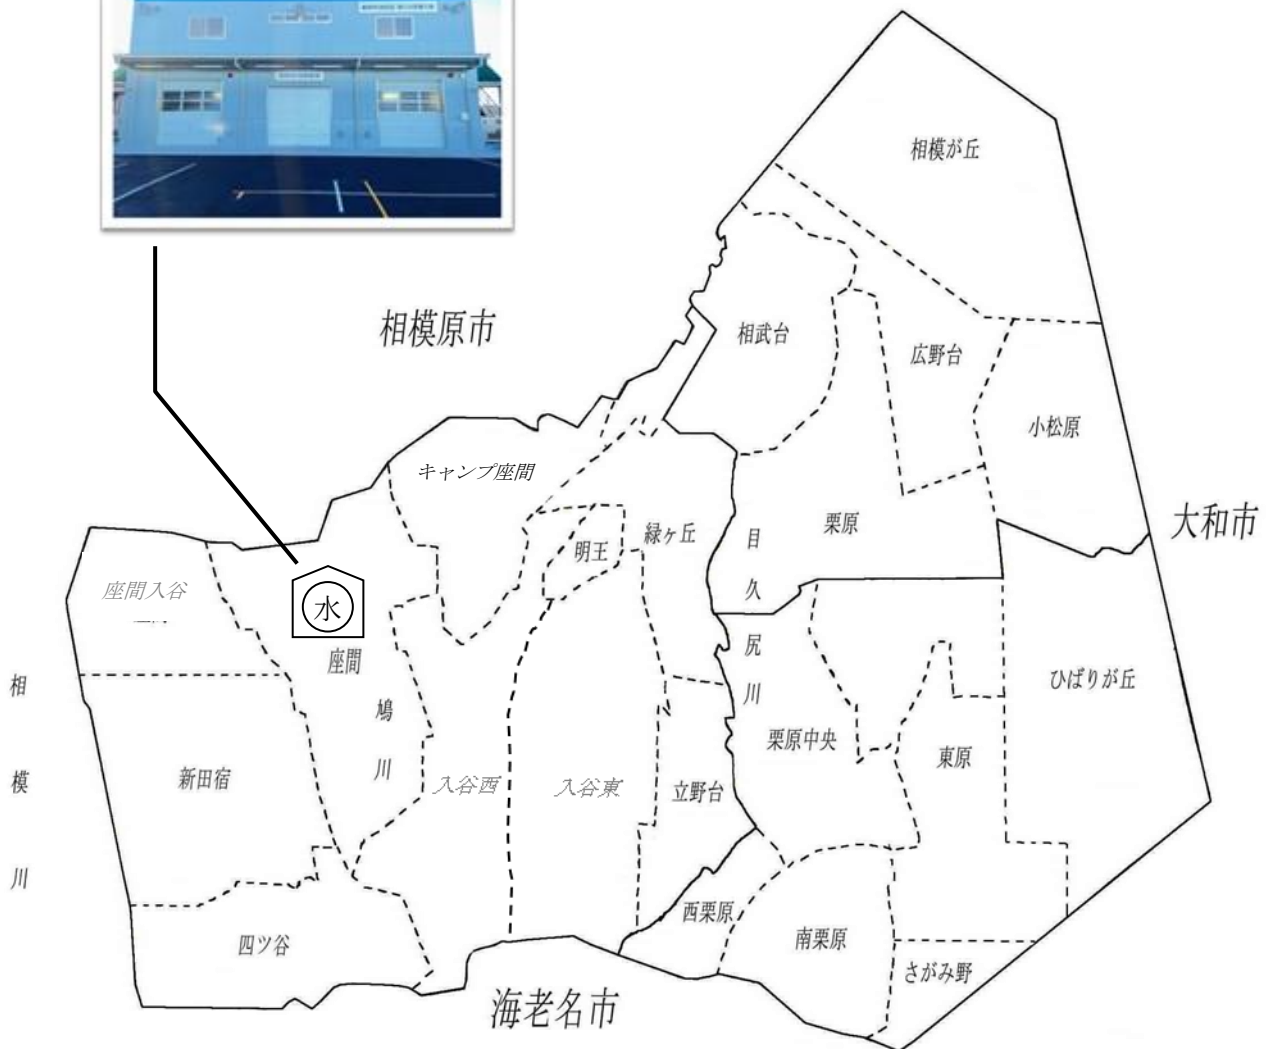 相模が丘
相模原市
相武台
広野台
小松原
キャンプ座間
大和市
栗原
緑ヶ丘
明王
目久尻川
座間入谷
水
座間
ひばりが丘
相模川
鳩川
栗原中央
東原
新田宿
入谷西
入谷東
立野台
西栗原
南栗原
四ツ谷
さがみ野
海老名市